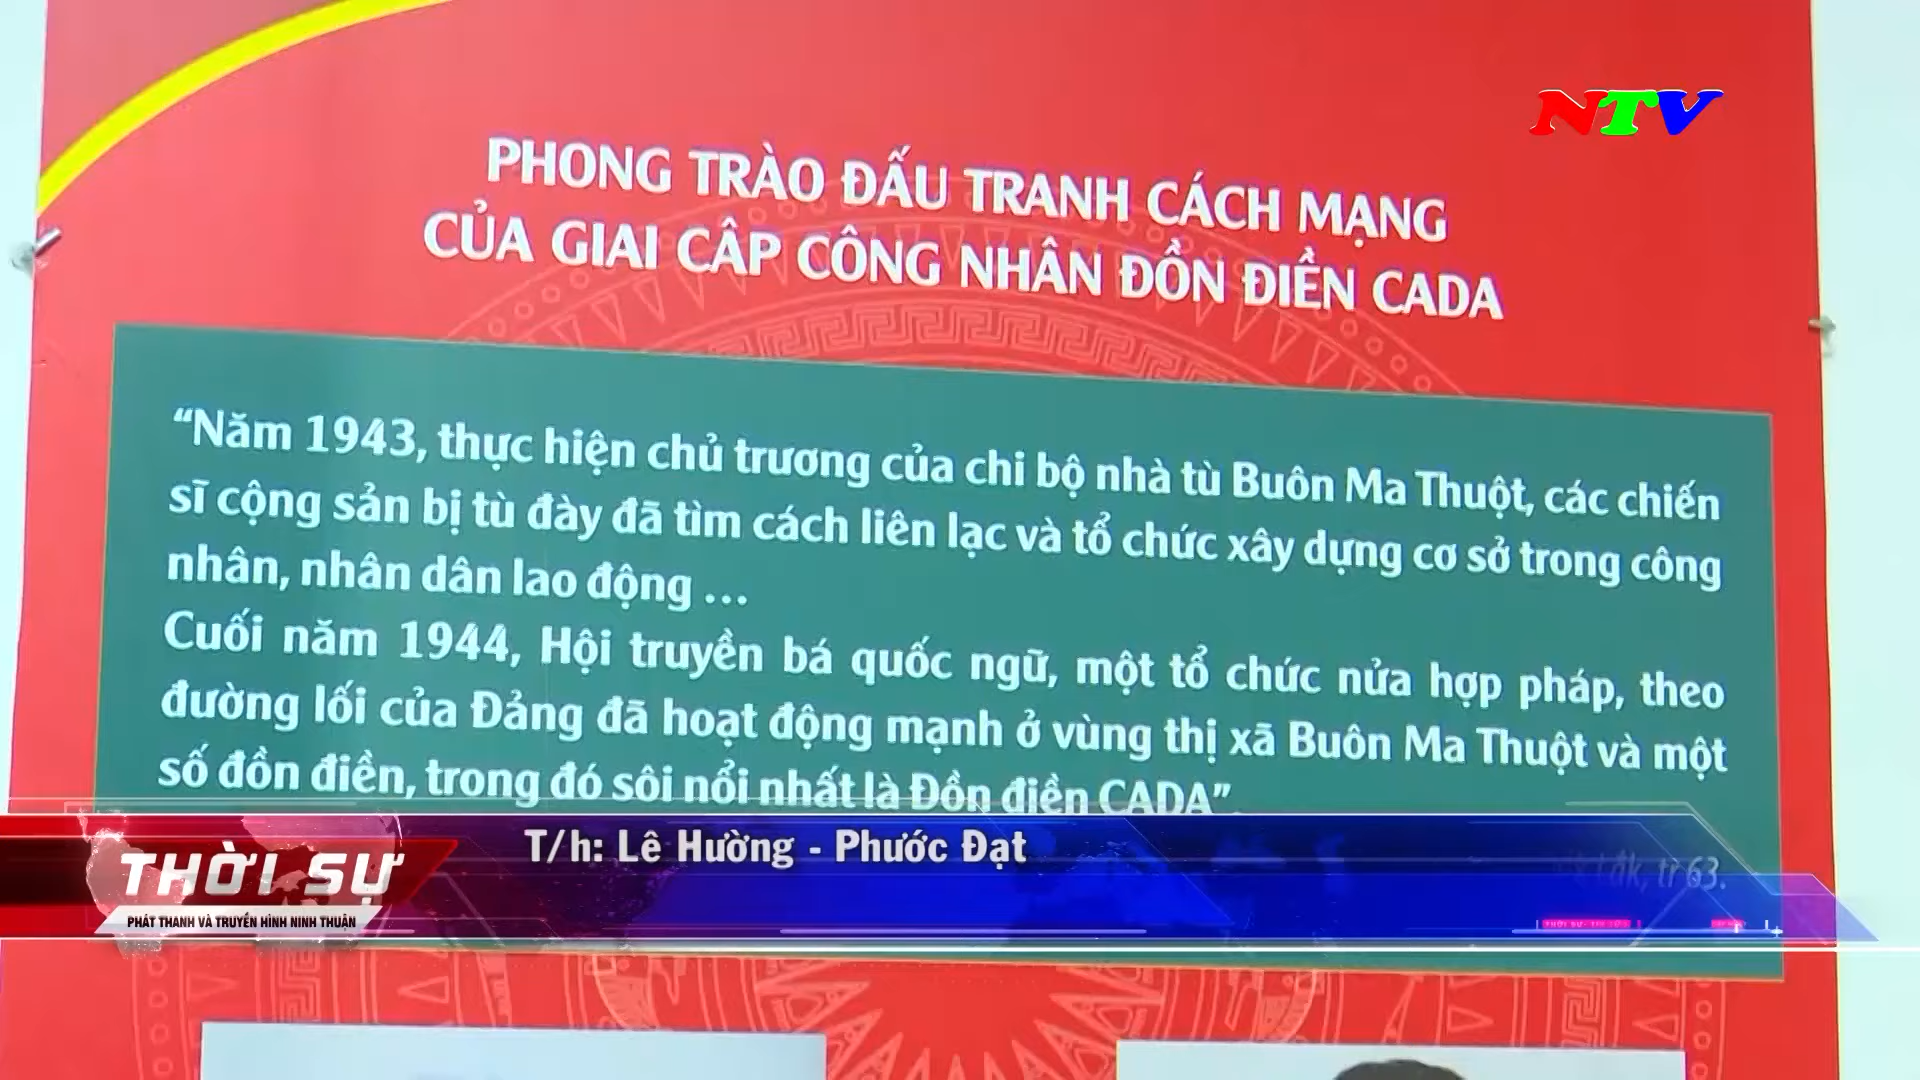 NTV
PHONG TRÀO ĐẤU TRANH CÁCH MẠNG
CỦA GIAI CÂP CÔNG NHÂN ĐỒN ĐIỀN CADA
“Năm 1943, thực hiện chủ trương của chi bộ nhà tù Buôn Ma Thuột, các chiến
sĩ cộng sản bị tù đày đã tìm cách liên lạc và tổ chức xây dựng cơ sở trong công
nhân, nhân dân lao động ...
Cuối năm 1944, Hội truyền bá quốc ngữ, một tổ chức nửa hợp pháp, theo
đường lối của Đảng đã hoạt động mạnh ở vùng thị xã Buôn Ma Thuột và một
số đồn điền, trong đó sôi nổi nhất là Đồn điền CADA”.
Lắk, tr 63.
T/h: Lê Hường - Phước Đạt
THỜI SỰ
PHÁT THANH VÀ TRUYỀN HÌNH NINH THUẬN